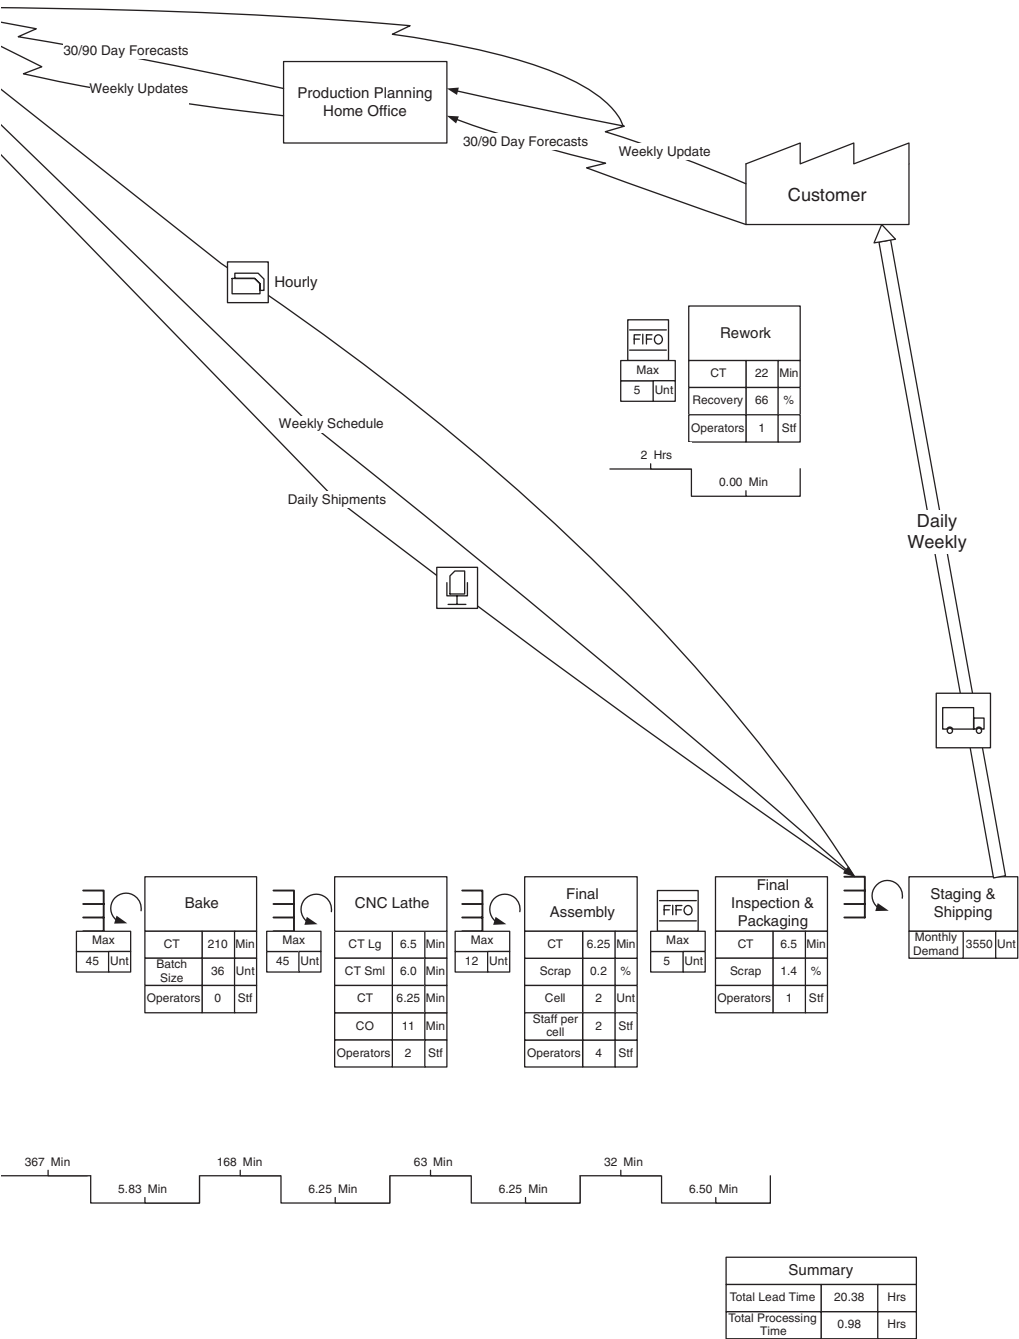 30/90 Day Forecasts
Weekly Updates
Production Planning
Home Office
30/90 Day Forecasts
Weekly Update
Customer
Hourly
FIFO
Max
5 Unt
Rework
CT 22 Min
Recovery 66 %
Operators 1 Stf
2 Hrs
0.00 Min
Weekly Schedule
Daily Shipments
Daily
Weekly
Max
45 Unt
Bake
CT 210 Min
Batch
Size
36 Unt
Operators 0 Stf
Max
45 Unt
CNC Lathe
CT Lg 6.5 Min
CT Sml 6.0 Min
CT 6.25 Min
CO 11 Min
Operators 2 Stf
Max
12 Unt
Final
Assembly
CT 6.25 Min
Scrap 0.2 %
Cell 2 Unt
Staff per
cell
2 Stf
Operators 4 Stf
FIFO
Max
5 Unt
Final
Inspection &
Packaging
CT 6.5 Min
Scrap 1.4 %
Operators 1 Stf
Staging &
Shipping
Monthly
Demand
3550 Unt
367 Min
5.83 Min
168 Min
6.25 Min
63 Min
6.25 Min
32 Min
6.50 Min
Summary
Total Lead Time 20.38 Hrs
Total Processing
Time
0.98 Hrs